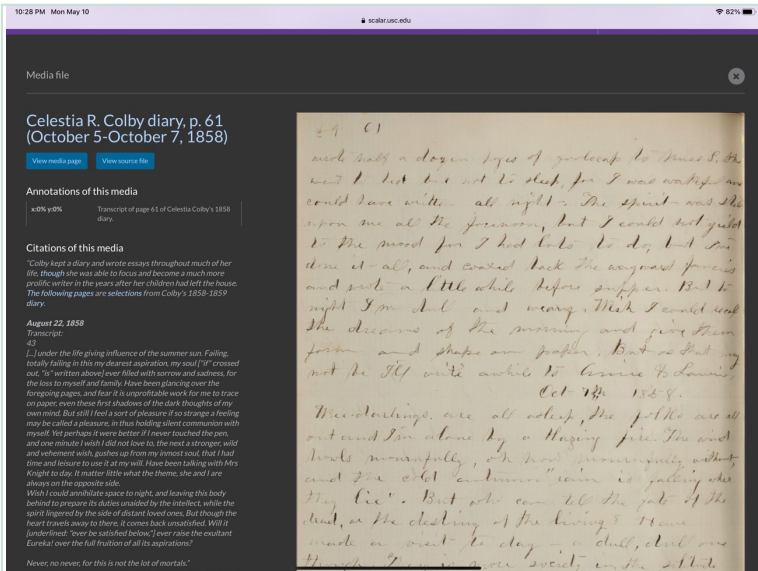 10:28 PM Mon May 10
scalar.usc.edu
82%
Media file
Celestia R. Colby diary, p. 61
(October 5-October 7, 1858)
View media page
View source file
Annotations of this media
x:0% y:0%
Transcript of page 61 of Celestia Colby's 1858
diary.
Citations of this media
"Colby kept a diary and wrote essays throughout much of her
life, though she was able to focus and become a much more
prolific writer in the years after her children had left the house.
The following pages are selections from Colby's 1858-1859
diary.
August 22, 1858
Transcript:
43
[...] under the life giving influence of the summer sun. Failing,
totally failing in this my dearest aspiration, my soul ["if" crossed
out, "is" written above] ever filled with sorrow and sadness, for
the loss to myself and family. Have been glancing over the
foregoing pages, and fear it is unprofitable work for me to trace
on paper, even these first shadows of the dark thoughts of my
own mind. But still I feel a sort of pleasure if so strange a feeling
may be called a pleasure, in thus holding silent communion with
myself. Yet perhaps it were better if I never touched the pen,
and one minute I wish I did not love to, the next a stronger, wild
and vehement wish, gushes up from my inmost soul, that I had
time and leisure to use it at my will. Have been talking with Mrs
Knight to day. It matter little what the theme, she and I are
always on the opposite side.
Wish I could annihilate space to night, and leaving this body
behind to prepare its duties unaided by the intellect, while the
spirit lingered by the side of distant loved ones. But though the
heart travels away to there, it comes back unsatisfied. Will it
[underlined: "ever be satisfied below,"] ever raise the exultant
Eureka! over the full fruition of all its aspirations?
Never, no never, for this is not the lot of mortals."
61
wrote half a dozen pages of to
went to bed but not to sleep, for I was wakeful and
could have written all night. The spirit was still
upon me all the forenoon, but I could not yield
to the mood for I had lots to do, but I've
done it all, and coaxed back the wayward fancies
and wrote a little while before supper. But to
night I'm dull and weary. Wish I could recall
the dreams of the morning and give them
form and shape on paper. But as that may
not be I'll write awhile to Annie & Lewis.
Oct 1858.
Wee darlings, are all asleep, the folks are all
out and I'm alone by a blazing fire. The wind
howls mournfully, oh how mournfully without,
and the cold "autumn rain is falling where
they lie". But who can tell the fate of the
dead, or the destiny of the living? Have
made a visit to day a dull, dull one
though. There is more society in the solitude